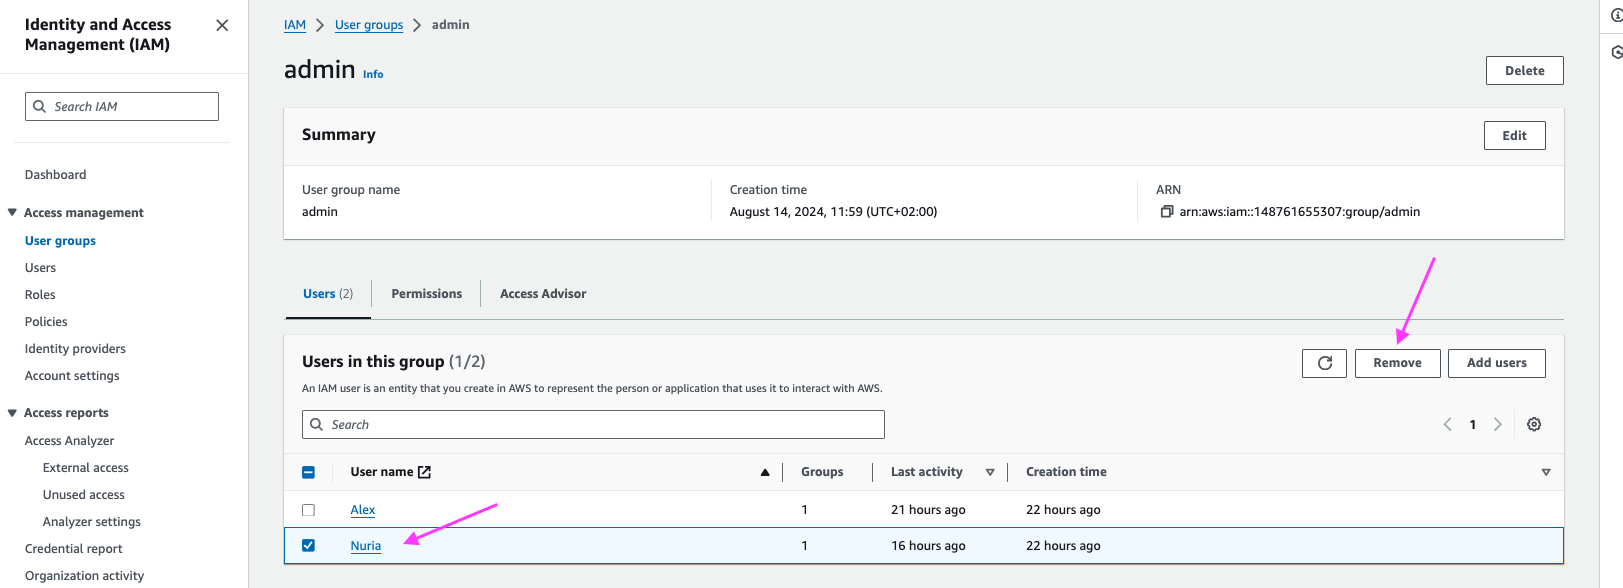 Identity and Access
Management (IAM)
Search IAM
Dashboard
Access management
User groups
Users
Roles
Policies
Identity providers
Account settings
Access reports
Access Analyzer
External access
Unused access
Analyzer settings
Credential report
Organization activity
IAM > User groups > admin
admin Info
Delete
Summary
Edit
User group name
admin
Creation time
August 14, 2024, 11:59 (UTC+02:00)
ARN
arn:aws:iam::148761655307:group/admin
Users (2)
Permissions
Access Advisor
Users in this group (1/2)
Remove
Add users
An IAM user is an entity that you create in AWS to represent the person or application that uses it to interact with AWS.
Search
1
User name Groups Last activity Creation time
Alex 1 21 hours ago 22 hours ago
Nuria 1 16 hours ago 22 hours ago